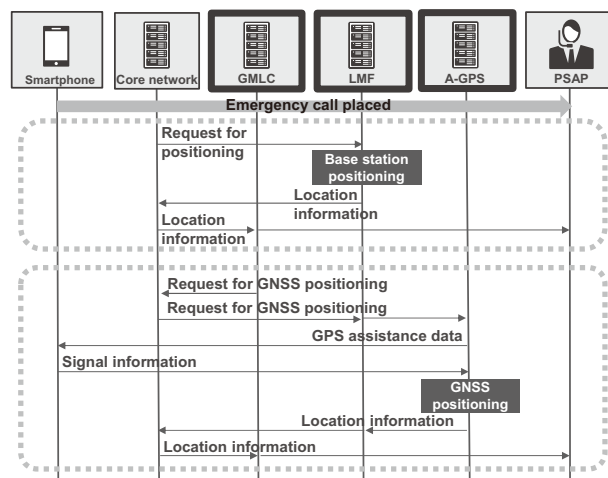 Smartphone
Core network
GMLC
LMF
A-GPS
PSAP
Emergency call placed
Request for
positioning
Base station
positioning
Location
information
Location
information
Request for GNSS positioning
Request for GNSS positioning
GPS assistance data
Signal information
GNSS
positioning
Location information
Location information